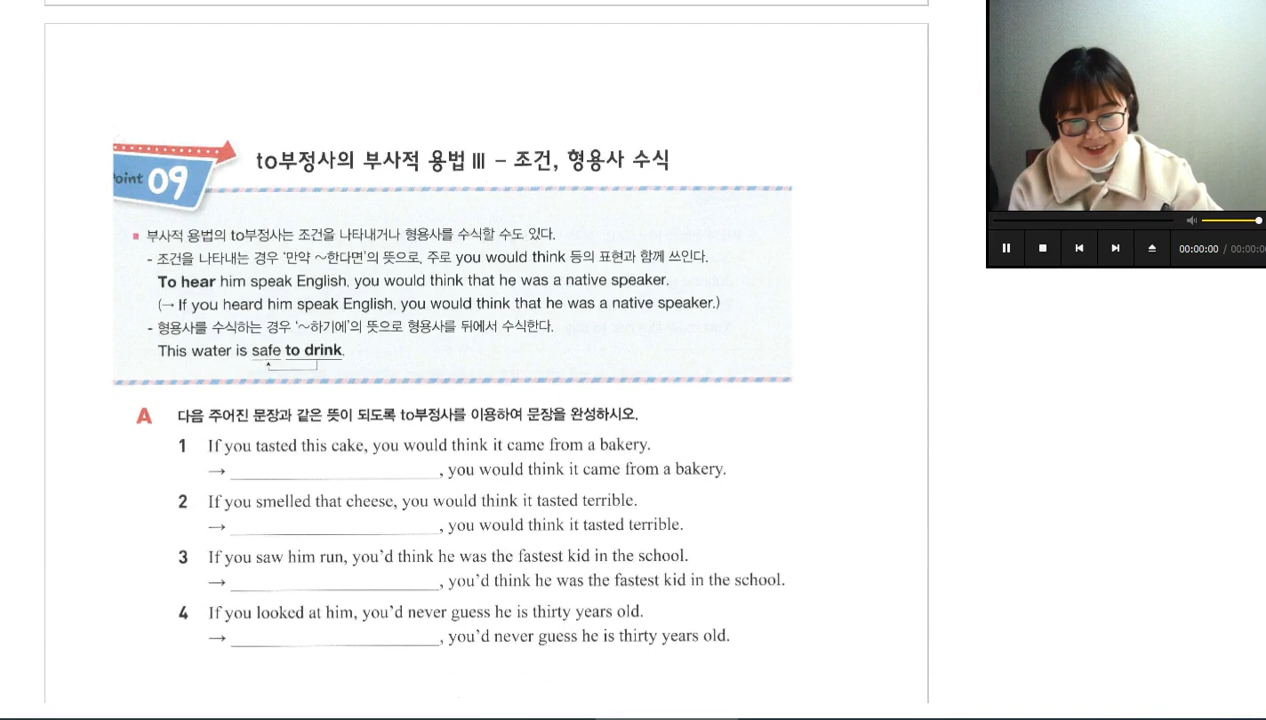 to부정사의 부사적 용법 Ⅲ – 조건, 형용사 수식
oint 09
▪ 부사적 용법의 to부정사는 조건을 나타내거나 형용사를 수식할 수도 있다.
- 조건을 나타내는 경우 ‘만약 ～한다면’의 뜻으로, 주로 you would think 등의 표현과 함께 쓰인다.
To hear him speak English, you would think that he was a native speaker.
(→ If you heard him speak English, you would think that he was a native speaker.)
- 형용사를 수식하는 경우 ‘～하기에’의 뜻으로 형용사를 뒤에서 수식한다.
This water is safe to drink.
A 다음 주어진 문장과 같은 뜻이 되도록 to부정사를 이용하여 문장을 완성하시오.
1 If you tasted this cake, you would think it came from a bakery.
→ ____________________, you would think it came from a bakery.
2 If you smelled that cheese, you would think it tasted terrible.
→ ____________________, you would think it tasted terrible.
3 If you saw him run, you’d think he was the fastest kid in the school.
→ ____________________, you’d think he was the fastest kid in the school.
4 If you looked at him, you’d never guess he is thirty years old.
→ ____________________, you’d never guess he is thirty years old.
00:00:00 / 00:00:0